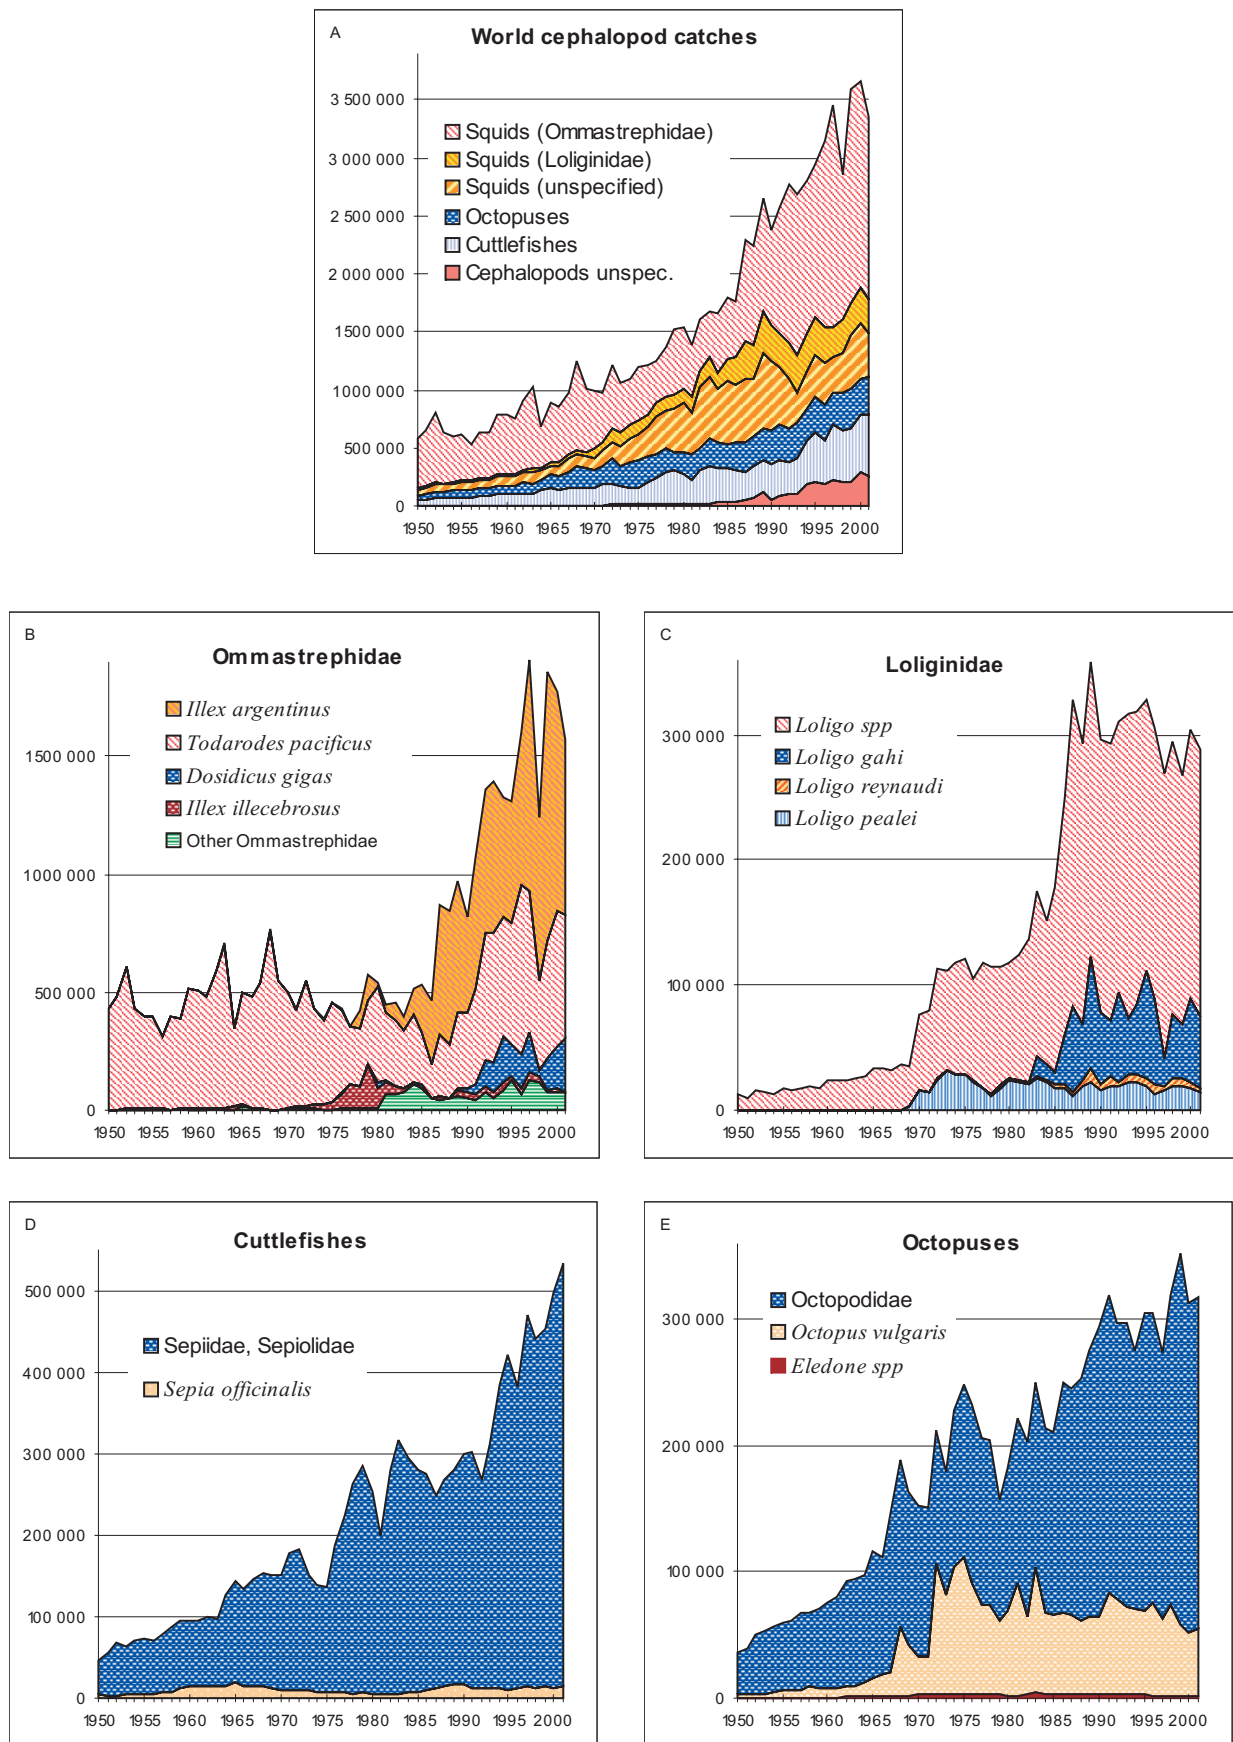 A
World cephalopod catches
3 500 000
3 000 000
2 500 000
2 000 000
1500 000
1000 000
500 000
0
Squids (Ommastrephidae)
Squids (Loliginidae)
Squids (unspecified)
Octopuses
Cuttlefishes
Cephalopods unspec.
1950 1955 1960 1965 1970 1975 1980 1985 1990 1995 2000
B
Ommastrephidae
Illex argentinus
Todarodes pacificus
Dosidicus gigas
Illex illecebrosus
Other Ommastrephidae
1500 000
1000 000
500 000
0
1950 1955 1960 1965 1970 1975 1980 1985 1990 1995 2000
C
Loliginidae
Loligo spp
Loligo gahi
Loligo reynaudi
Loligo pealei
300 000
200 000
100 000
0
1950 1955 1960 1965 1970 1975 1980 1985 1990 1995 2000
D
Cuttlefishes
500 000
400 000
300 000
200 000
100 000
0
Sepiidae, Sepiolidae
Sepia officinalis
1950 1955 1960 1965 1970 1975 1980 1985 1990 1995 2000
E
Octopuses
Octopodidae
Octopus vulgaris
Eledone spp
300 000
200 000
100 000
0
1950 1955 1960 1965 1970 1975 1980 1985 1990 1995 2000